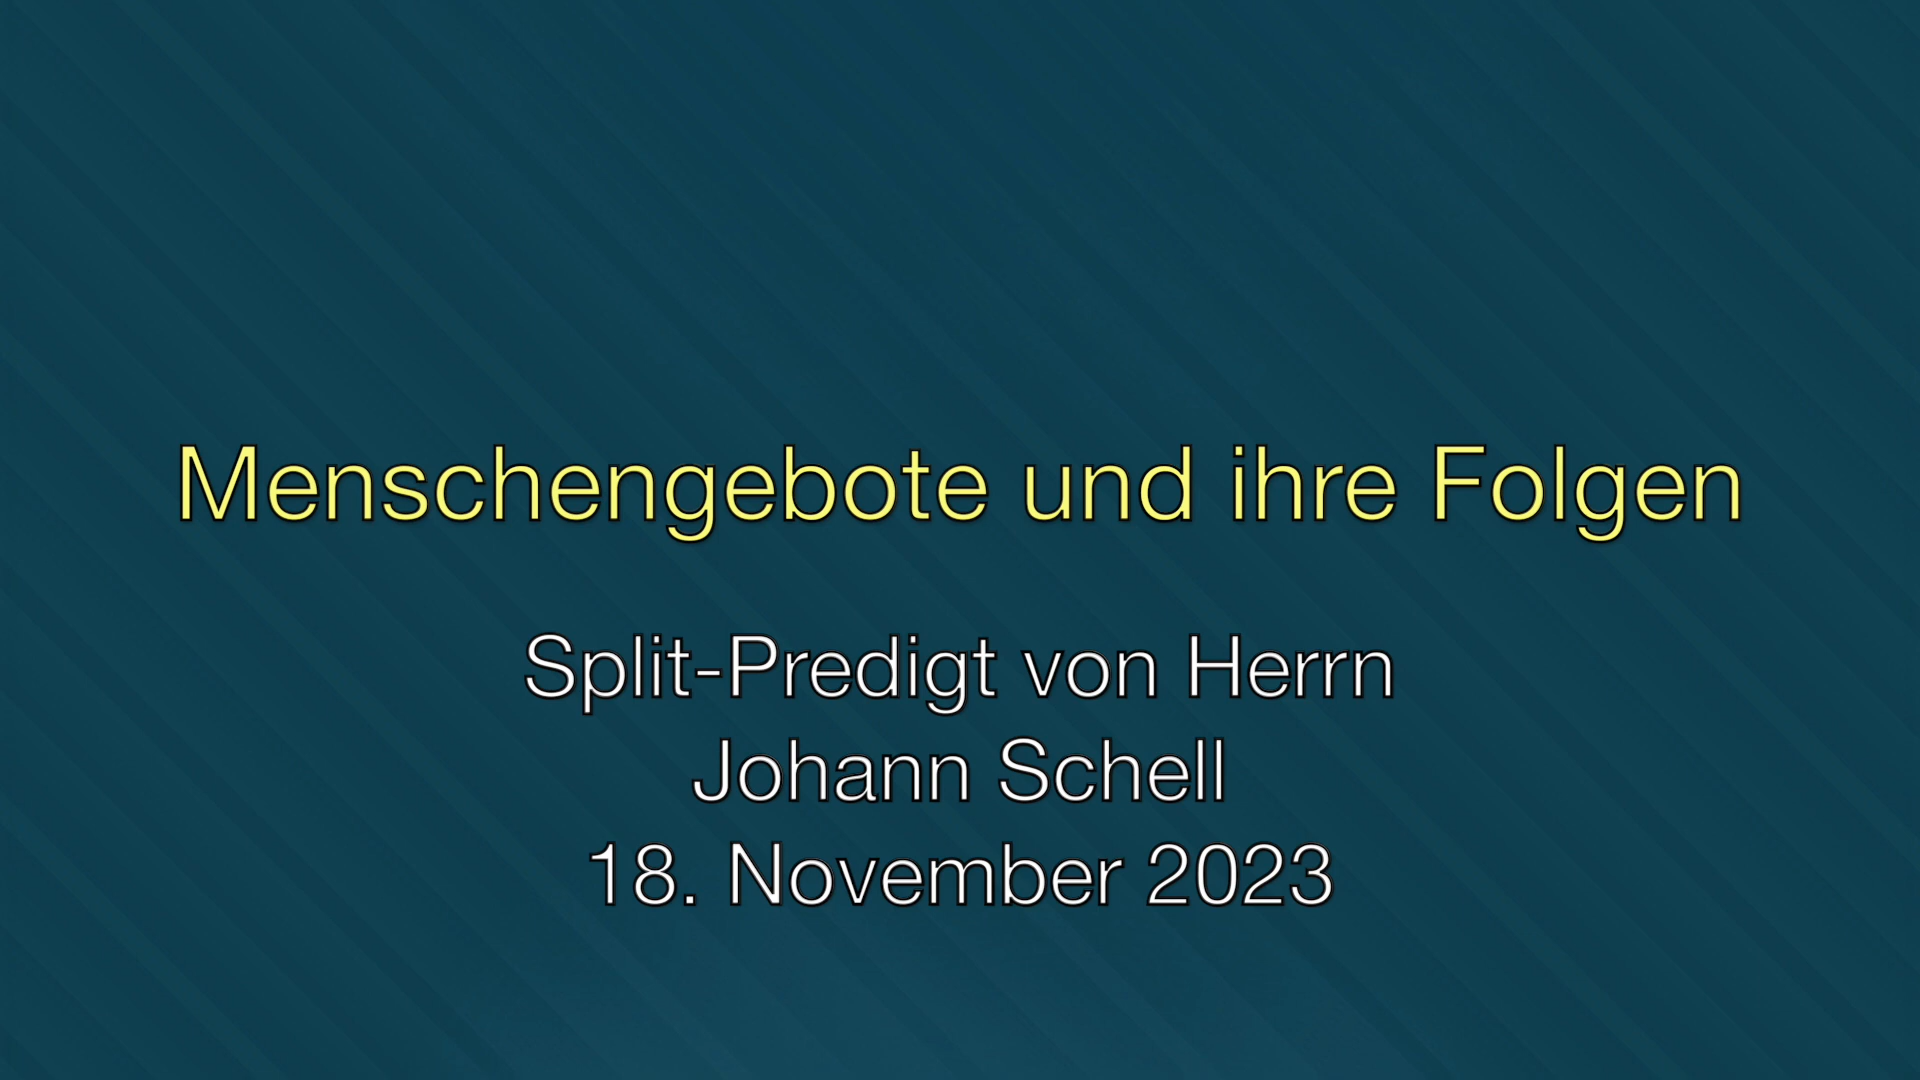 Menschengebote und ihre Folgen
Split-Predigt von Herrn
Johann Schell
18. November 2023